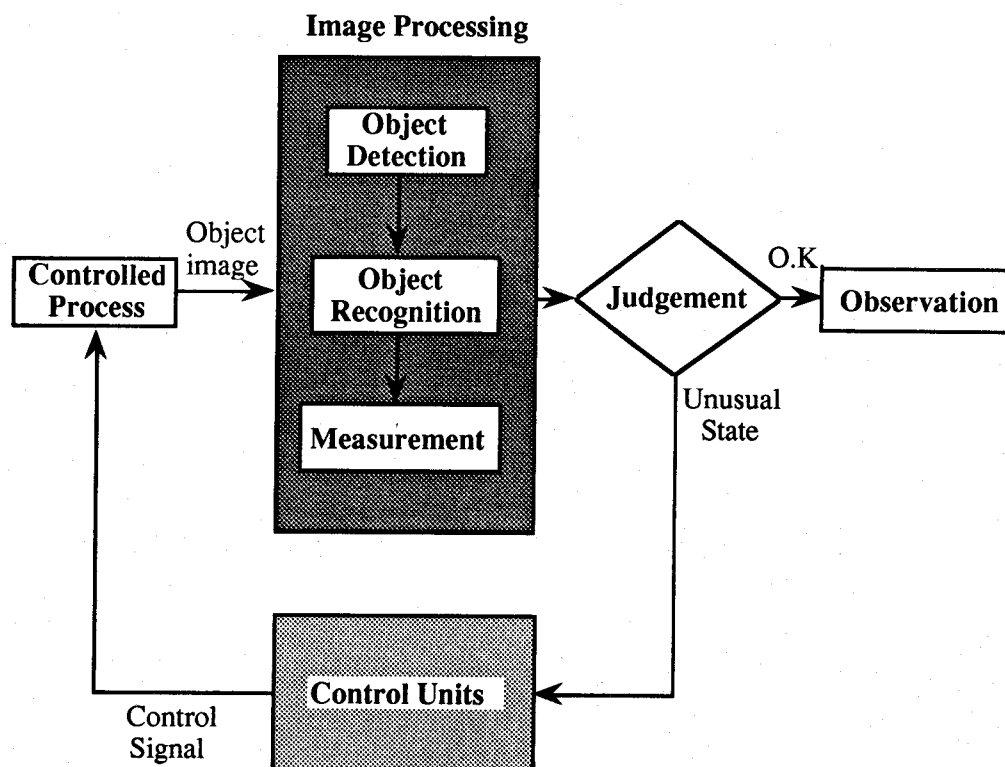 Image Processing
Object
Detection
Object
image
Controlled
Process
Object
Recognition
Judgement
O.K
Observation
Measurement
Unusual
State
Control Units
Control
Signal